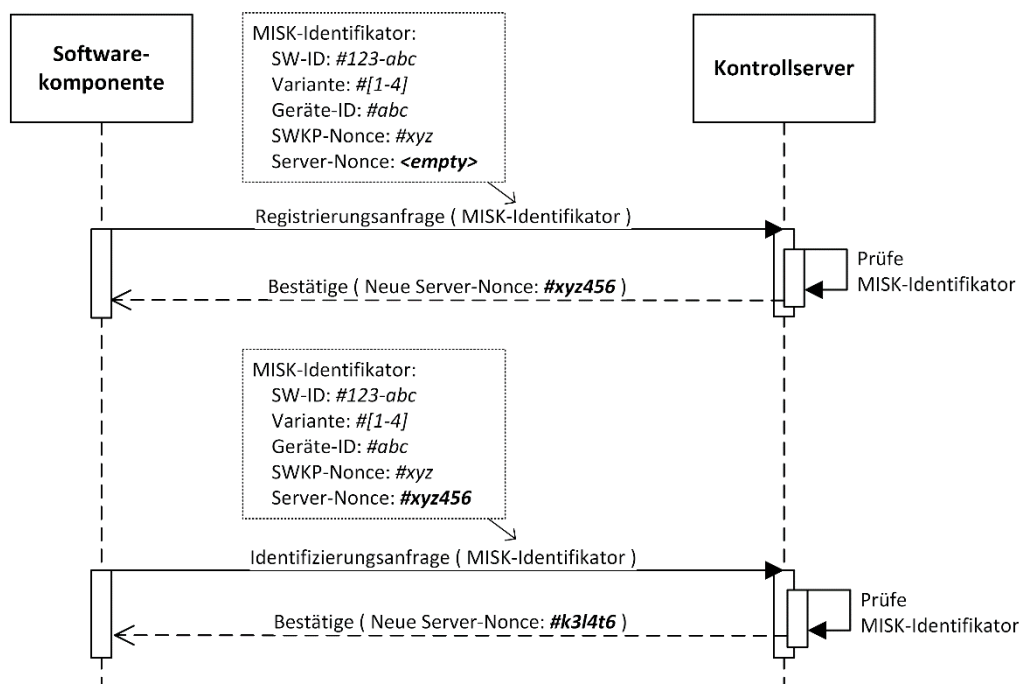 Software-
komponente
MISK-Identifikator:
SW-ID: #123-abc
Variante: #[1-4]
Geräte-ID: #abc
SWKP-Nonce: #xyz
Server-Nonce: <empty>
Kontrollserver
Registrierungsanfrage ( MISK-Identifikator )
Prüfe
MISK-Identifikator
Bestätige ( Neue Server-Nonce: #xyz456 )
MISK-Identifikator:
SW-ID: #123-abc
Variante: #[1-4]
Geräte-ID: #abc
SWKP-Nonce: #xyz
Server-Nonce: #xyz456
Identifizierungsanfrage ( MISK-Identifikator )
Prüfe
MISK-Identifikator
Bestätige ( Neue Server-Nonce: #k3l4t6 )